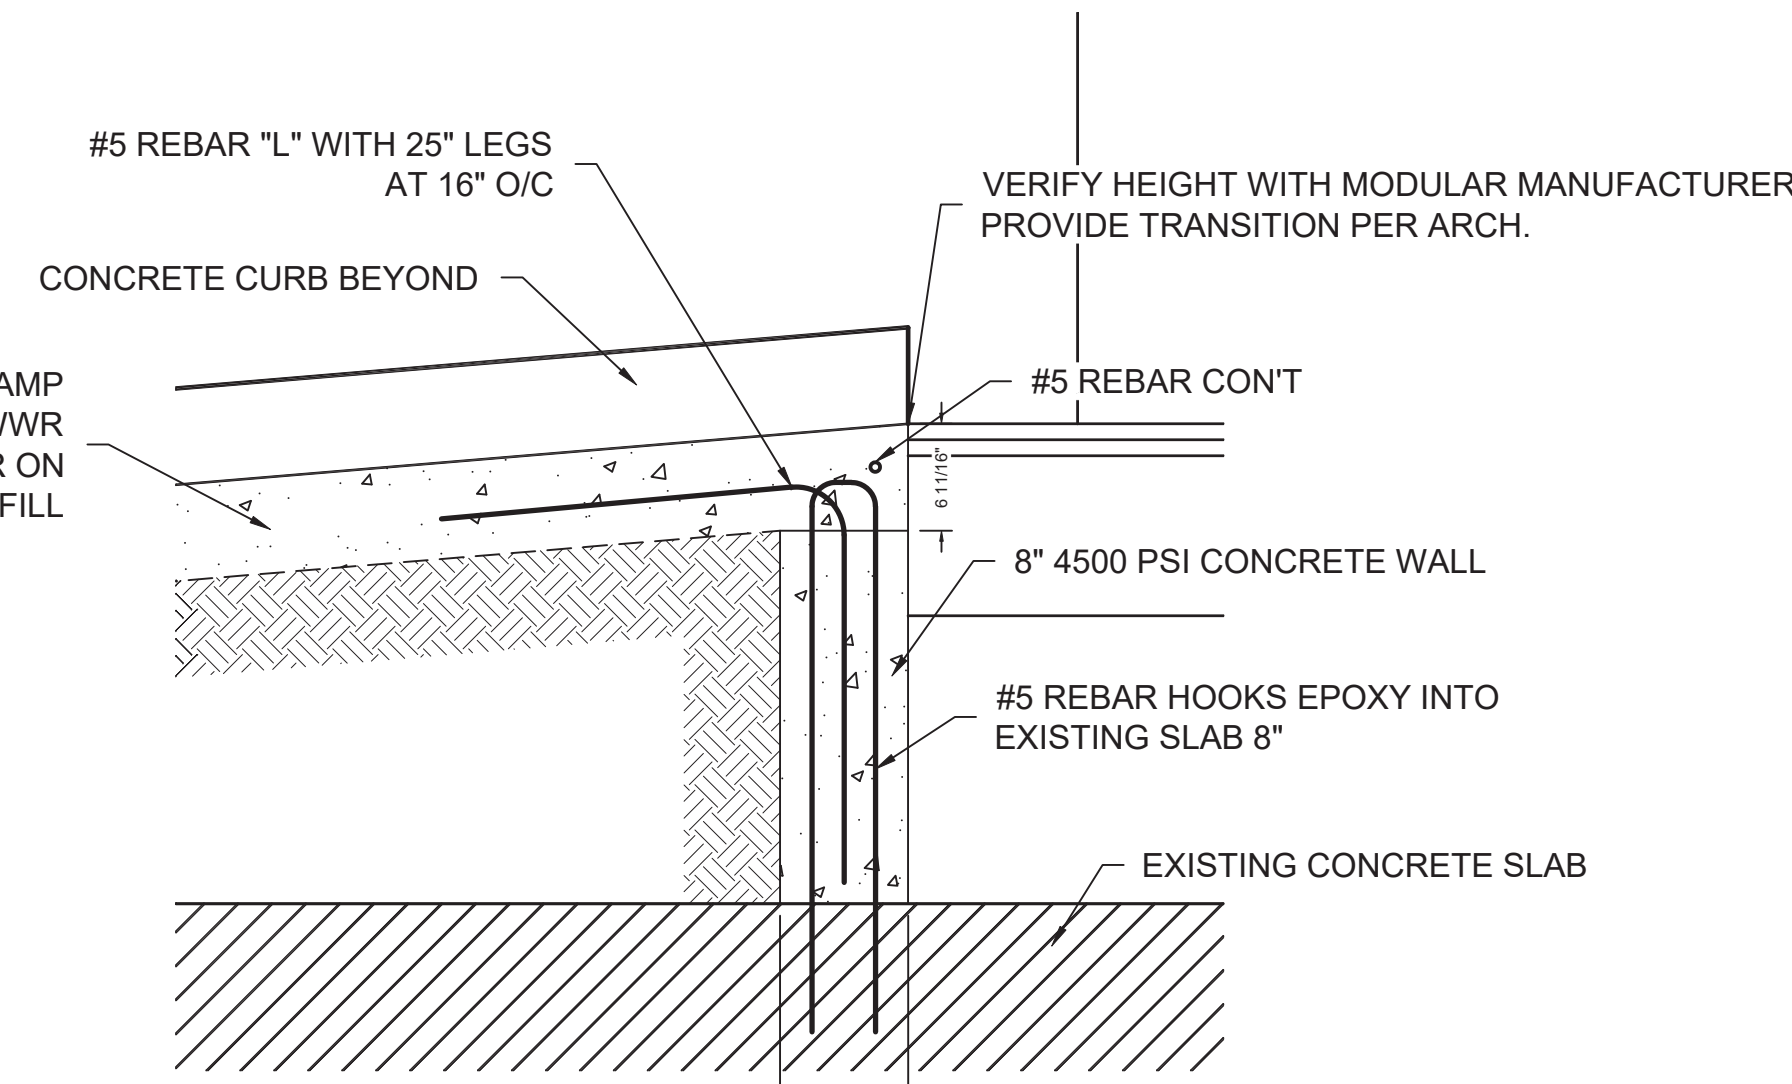 #5 REBAR "L" WITH 25" LEGS
AT 16" O/C
VERIFY HEIGHT WITH MODULAR MANUFACTURER
PROVIDE TRANSITION PER ARCH.
CONCRETE CURB BEYOND
#5 REBAR CON'T
AMP
WR
R ON
FILL
6 11/16"
8" 4500 PSI CONCRETE WALL
#5 REBAR HOOKS EPOXY INTO
EXISTING SLAB 8"
EXISTING CONCRETE SLAB